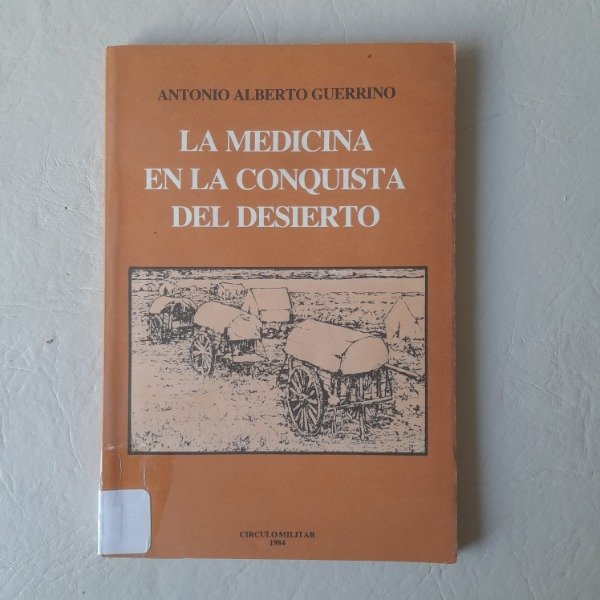 ANTONIO ALBERTO GUERRINO
LA MEDICINA
EN LA CONQUISTA
DEL DESIERTO
CIRCULO MILITAR
1984